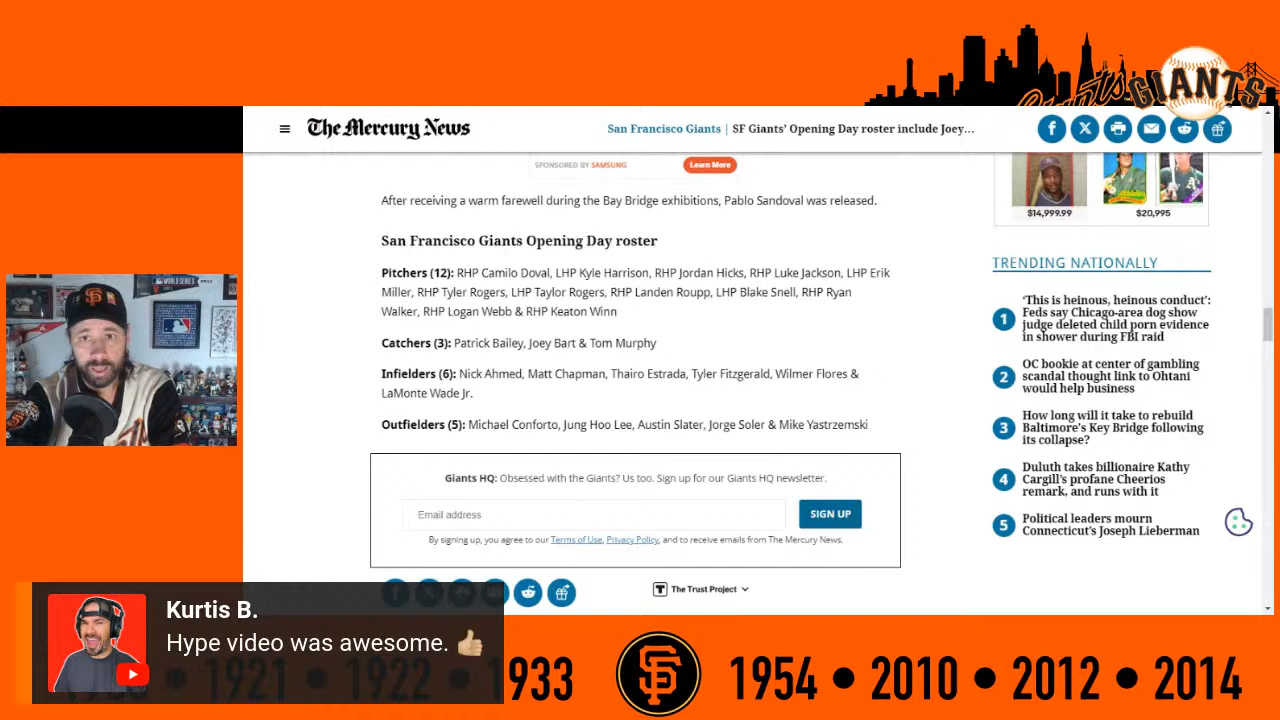 GIANTS
Giants
The Mercury News
San Francisco Giants | SF Giants' Opening Day roster include Joey...
SPONSORED BY SAMSUNG
Learn More
After receiving a warm farewell during the Bay Bridge exhibitions, Pablo Sandoval was released.
San Francisco Giants Opening Day roster
Pitchers (12): RHP Camilo Doval, LHP Kyle Harrison, RHP Jordan Hicks, RHP Luke Jackson, LHP Erik
Miller, RHP Tyler Rogers, LHP Taylor Rogers, RHP Landen Roupp, LHP Blake Snell, RHP Ryan
Walker, RHP Logan Webb & RHP Keaton Winn
Catchers (3): Patrick Bailey, Joey Bart & Tom Murphy
Infielders (6): Nick Ahmed, Matt Chapman, Thairo Estrada, Tyler Fitzgerald, Wilmer Flores &
LaMonte Wade Jr.
Outfielders (5): Michael Conforto, Jung Hoo Lee, Austin Slater, Jorge Soler & Mike Yastrzemski
Giants HQ: Obsessed with the Giants? Us too. Sign up for our Giants HQ newsletter.
Email address
SIGN UP
By signing up, you agree to our Terms of Use, Privacy Policy, and to receive emails from The Mercury News.
The Trust Project
$14,999.99
$20,995
TRENDING NATIONALLY
1 'This is heinous, heinous conduct':
Feds say Chicago-area dog show
judge deleted child porn evidence
in shower during FBI raid
2 OC bookie at center of gambling
scandal thought link to Ohtani
would help business
3 How long will it take to rebuild
Baltimore's Key Bridge following
its collapse?
4 Duluth takes billionaire Kathy
Cargill's profane Cheerios
remark, and runs with it
5 Political leaders mourn
Connecticut's Joseph Lieberman
SF
Kurtis B.
Hype video was awesome. 👍🏼
• 1921 • 1922 • 1933 SF 1954 • 2010 • 2012 • 2014